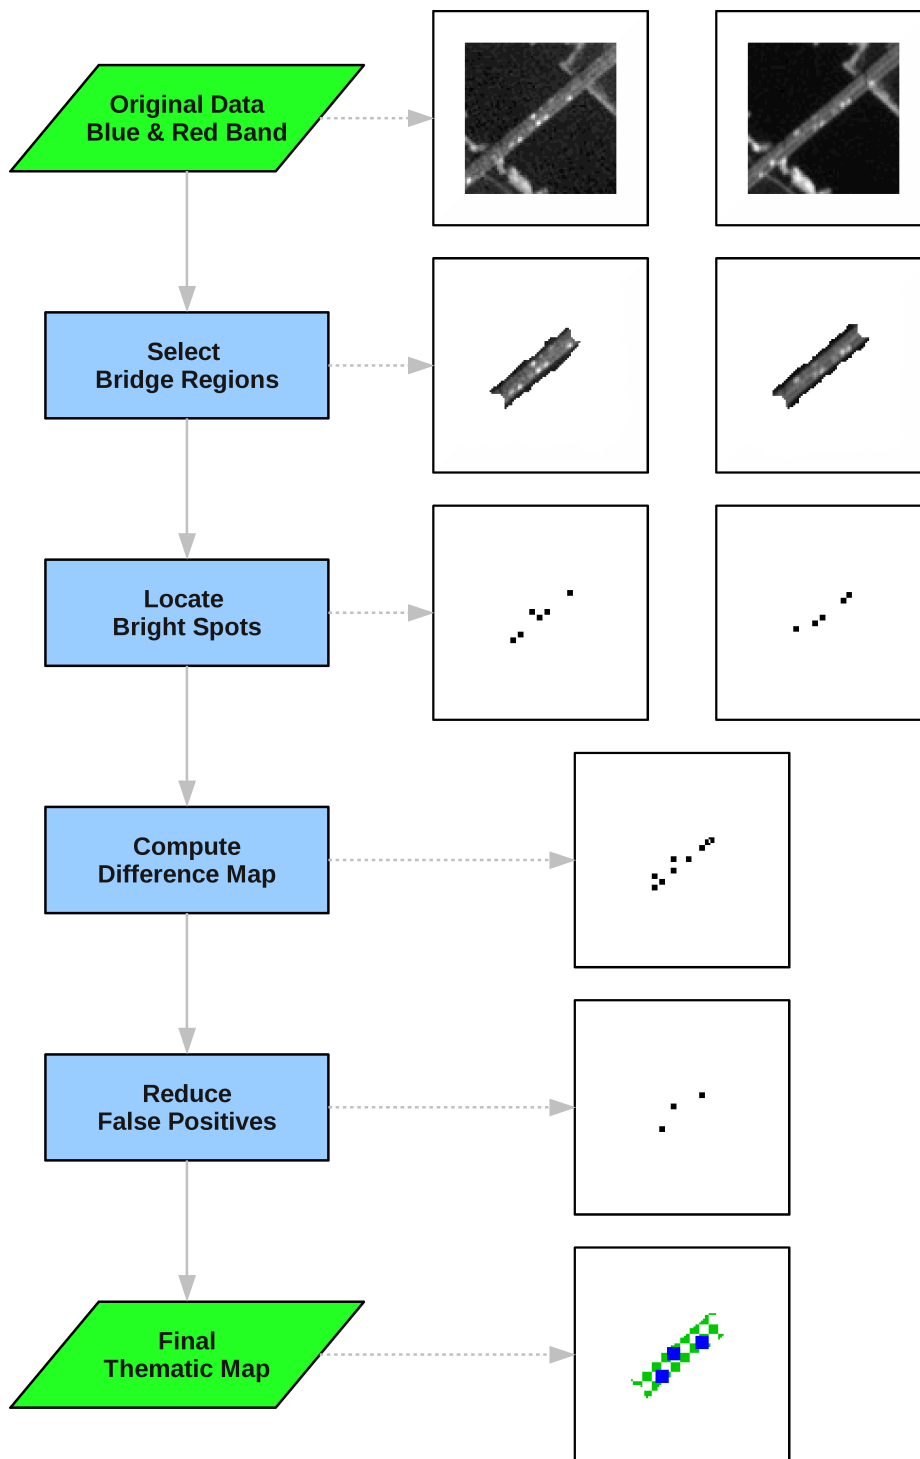 Original Data
Blue & Red Band
Select
Bridge Regions
Locate
Bright Spots
Compute
Difference Map
Reduce
False Positives
Final
Thematic Map